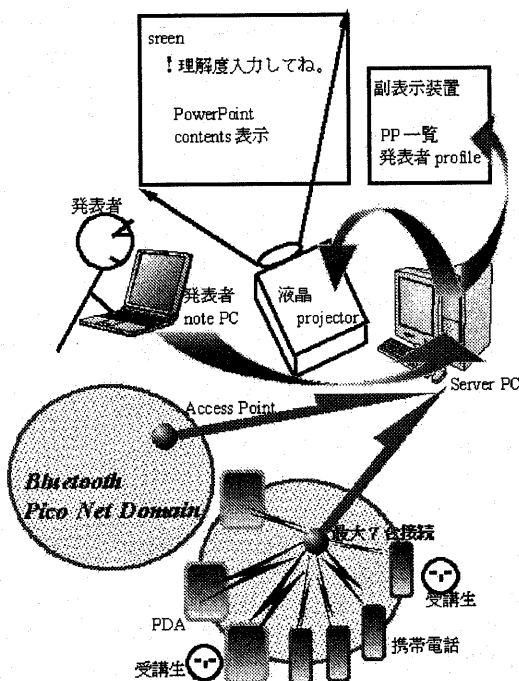 sreen
！理解度入力してね。
PowerPoint
contents 表示
副表示装置
PP 一覧
発表者 profile
発表者
発表者
note PC
液晶
projector
Server PC
Access Point
Bluetooth
Pico Net Domain
最大7台接続
受講生
PDA
携帯電話
受講生